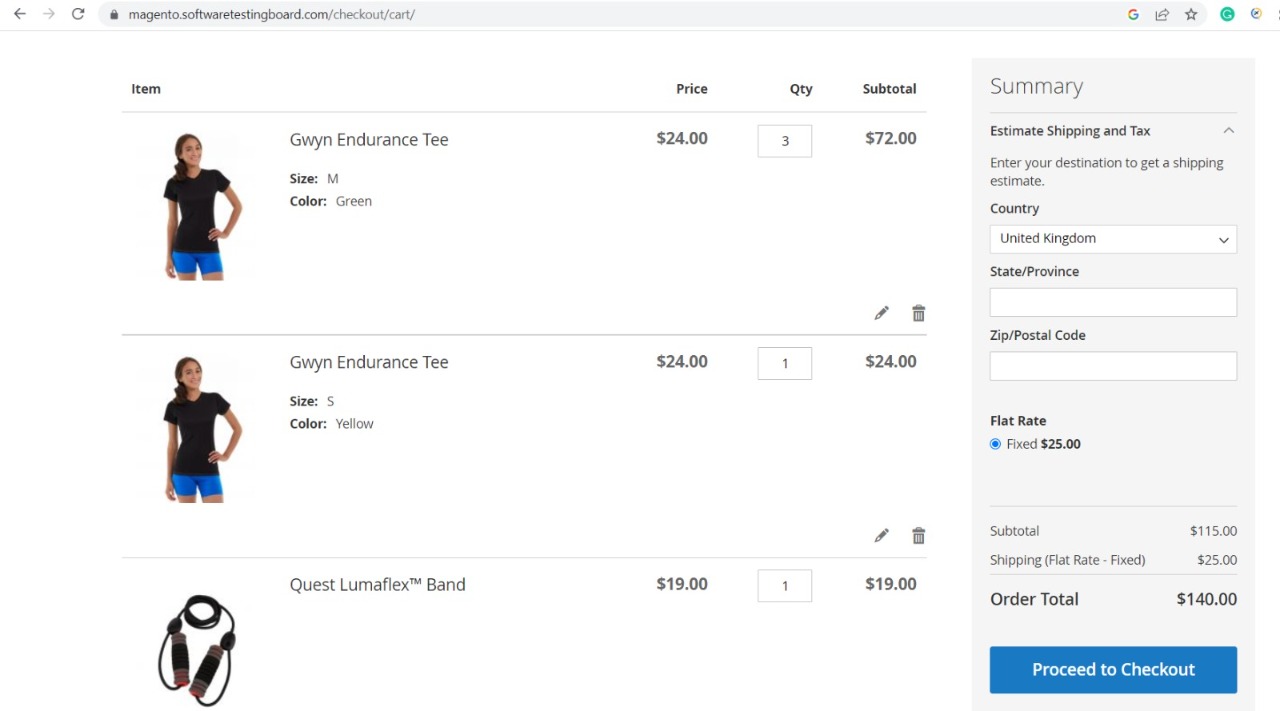 magento.softwaretestingboard.com/checkout/cart/
Item Price Qty Subtotal
Gwyn Endurance Tee $24.00 3 $72.00
Size: M
Color: Green
Gwyn Endurance Tee $24.00 1 $24.00
Size: S
Color: Yellow
Quest Lumaflex™ Band $19.00 1 $19.00
Summary
Estimate Shipping and Tax
Enter your destination to get a shipping
estimate.
Country
United Kingdom
State/Province
Zip/Postal Code
Flat Rate
Fixed $25.00
Subtotal $115.00
Shipping (Flat Rate - Fixed) $25.00
Order Total $140.00
Proceed to Checkout